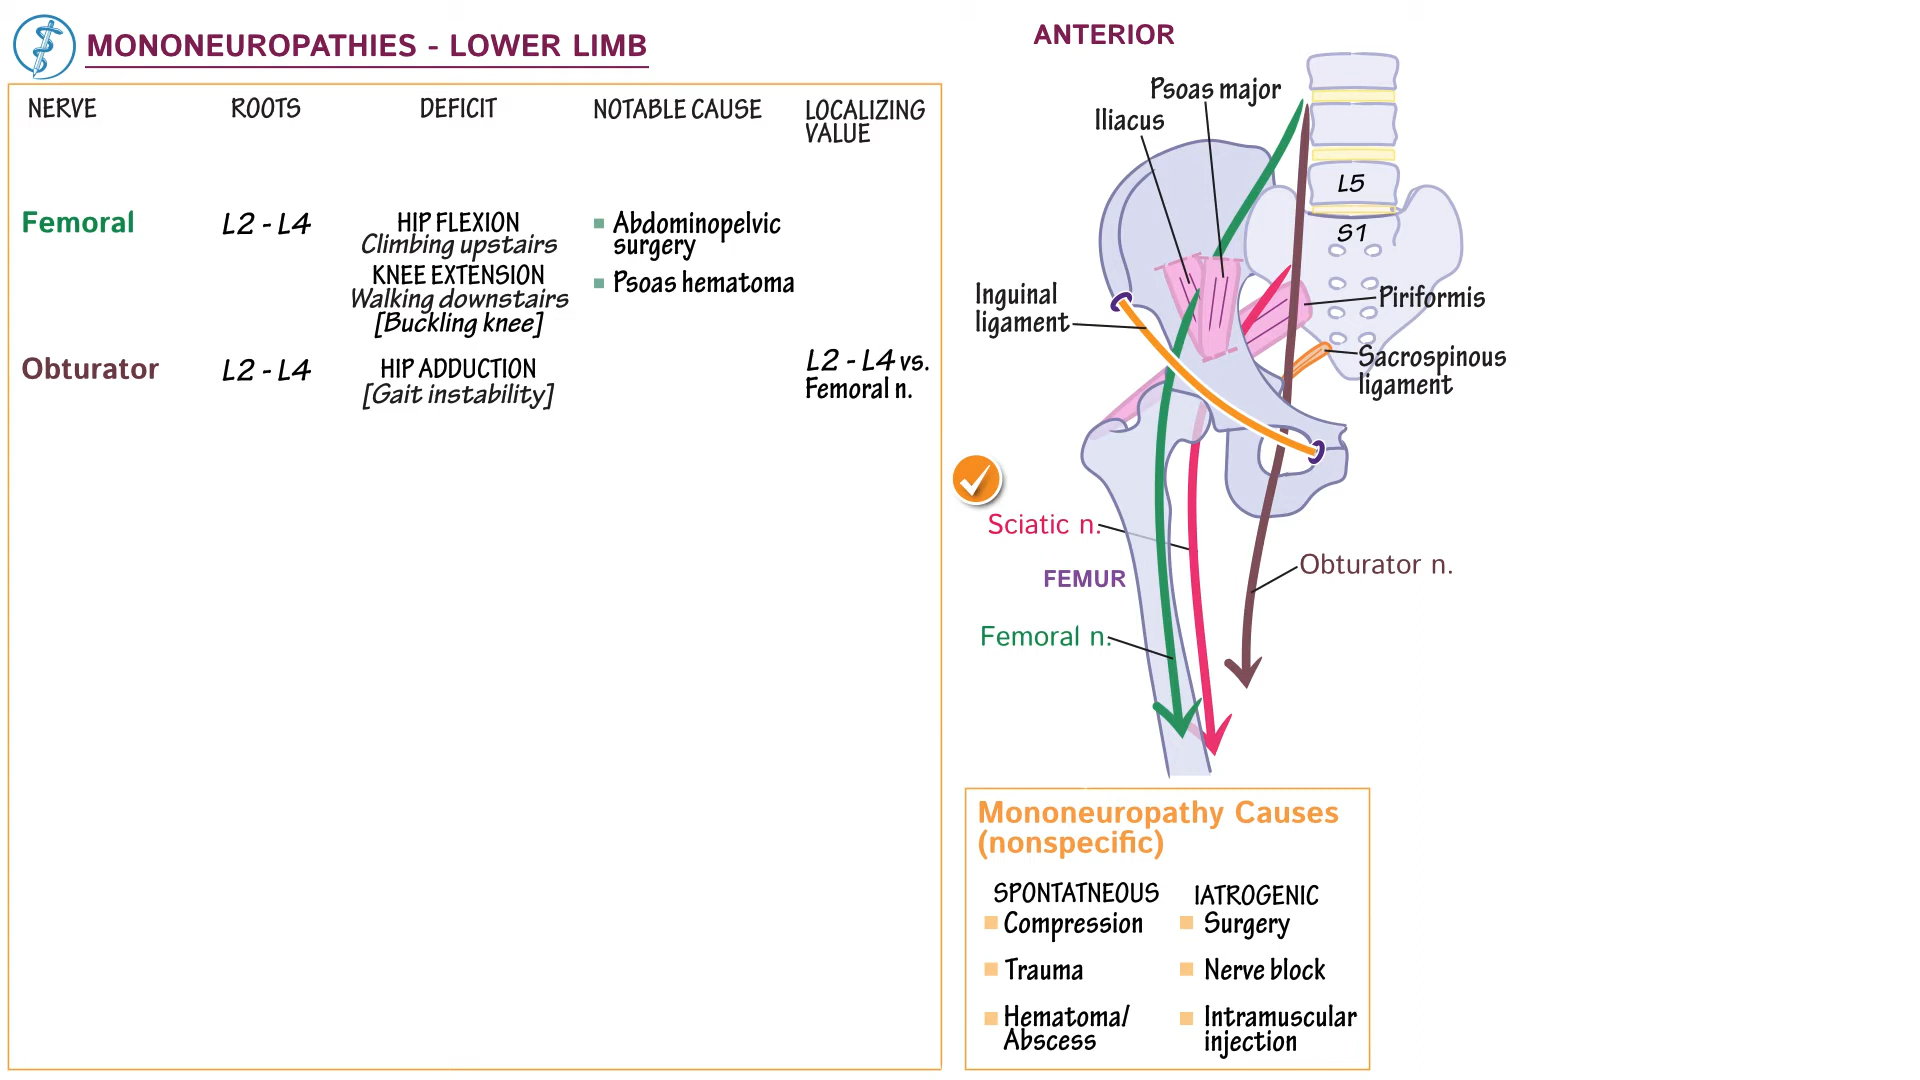 MONONEUROPATHIES - LOWER LIMB
NERVE
ROOTS
DEFICIT
NOTABLE CAUSE
LOCALIZING
VALUE
Femoral
L2 - L4
HIP FLEXION
Climbing upstairs
KNEE EXTENSION
Walking downstairs
[Buckling knee]
Abdominopelvic
surgery
Psoas hematoma
Obturator
L2 - L4
HIP ADDUCTION
[Gait instability]
L2 - L4 vs.
Femoral n.
ANTERIOR
Psoas major
Iliacus
L5
S1
Inguinal
ligament
Piriformis
Sacrospinous
ligament
Sciatic n.
FEMUR
Obturator n.
Femoral n.
Mononeuropathy Causes
(nonspecific)
SPONTATNEOUS
Compression
Trauma
Hematoma/
Abscess
IATROGENIC
Surgery
Nerve block
Intramuscular
injection